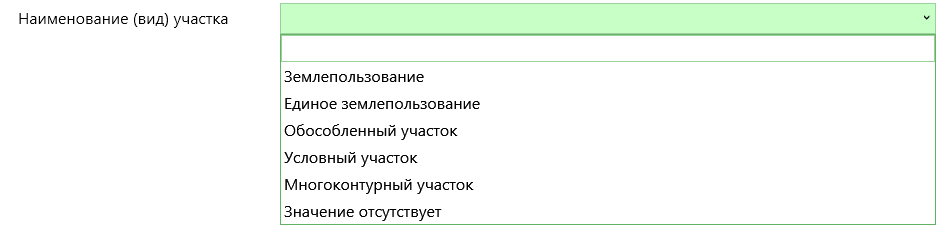 Наименование (вид) участка
Землепользование
Единое землепользование
Обособленный участок
Условный участок
Многоконтурный участок
Значение отсутствует